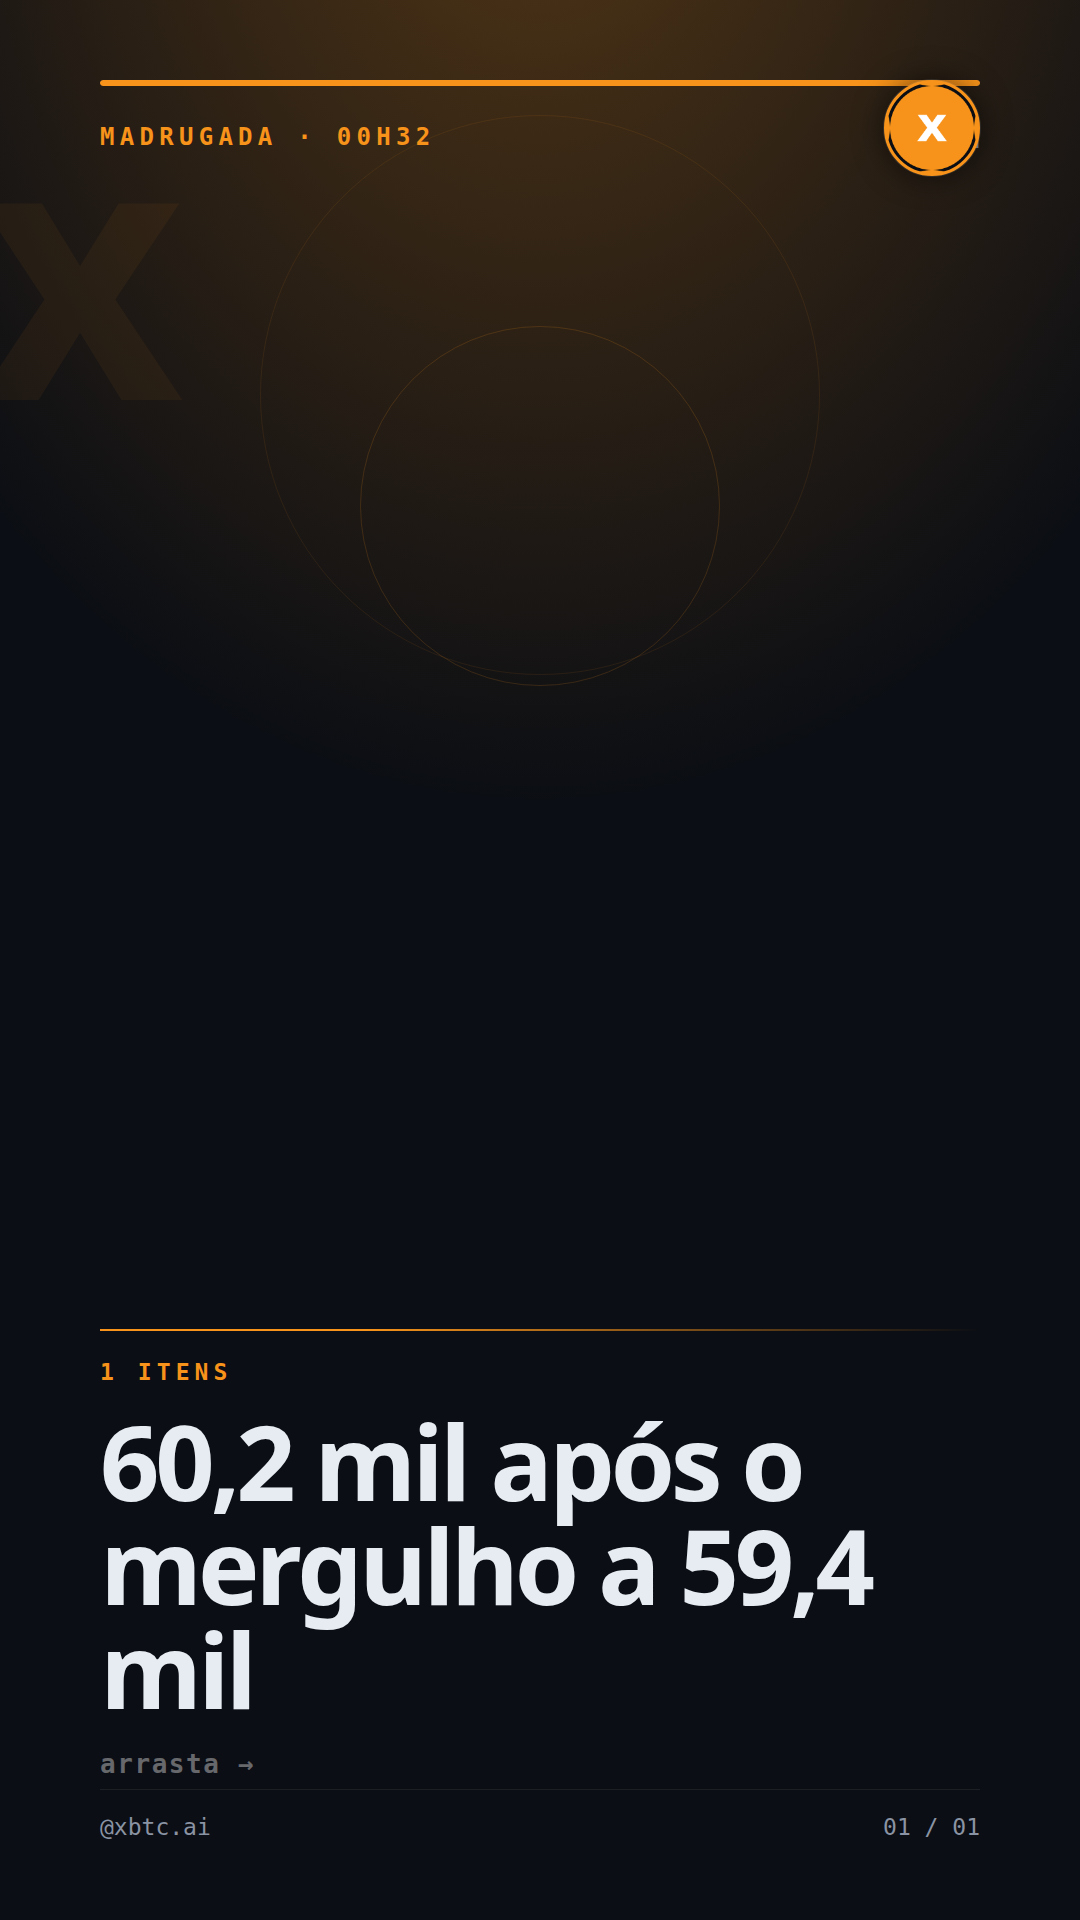 MADRUGADA · 00H32
X
X
1 ITENS
60,2 mil após o
mergulho a 59,4
mil
arrasta →
@xbtc.ai
01 / 01